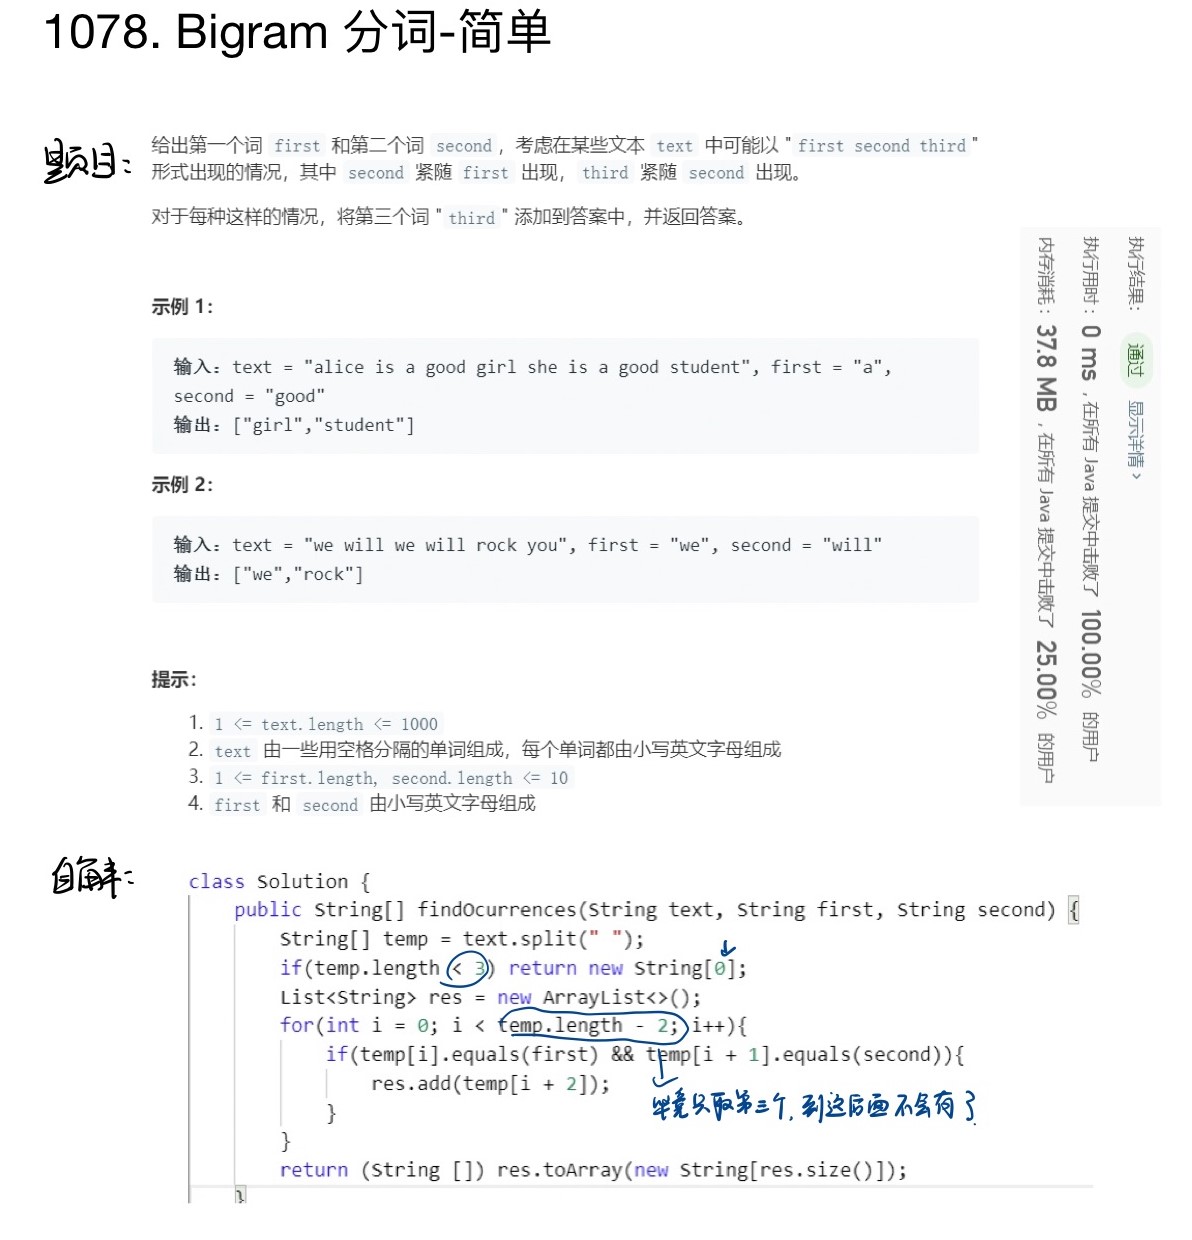 1078. Bigram 分词-简单
题目:
给出第一个词 first 和第二个词 second，考虑在某些文本 text 中可能以 "first second third"
形式出现的情况，其中 second 紧随 first 出现，third 紧随 second 出现。
对于每种这样的情况，将第三个词 "third" 添加到答案中，并返回答案。
示例 1:
输入: text = "alice is a good girl she is a good student", first = "a",
second = "good"
输出: ["girl","student"]
示例 2:
输入: text = "we will we will rock you", first = "we", second = "will"
输出: ["we","rock"]
提示:
1. 1 <= text.length <= 1000
2. text 由一些用空格分隔的单词组成，每个单词都由小写英文字母组成
3. 1 <= first.length, second.length <= 10
4. first 和 second 由小写英文字母组成
执行结果: 通过 显示详情 >
执行用时: 0 ms , 在所有 Java 提交中击败了 100.00% 的用户
内存消耗: 37.8 MB , 在所有 Java 提交中击败了 25.00% 的用户
自解:
class Solution {
public String[] findOcurrences(String text, String first, String second) {
String[] temp = text.split(" ");
if(temp.length < 3) return new String[0];
List<String> res = new ArrayList<>();
for(int i = 0; i < temp.length - 2; i++){
if(temp[i].equals(first) && temp[i + 1].equals(second)){
res.add(temp[i + 2]);
毕竟只取第三个,到这后面不会有了
}
}
return (String []) res.toArray(new String[res.size()]);
}